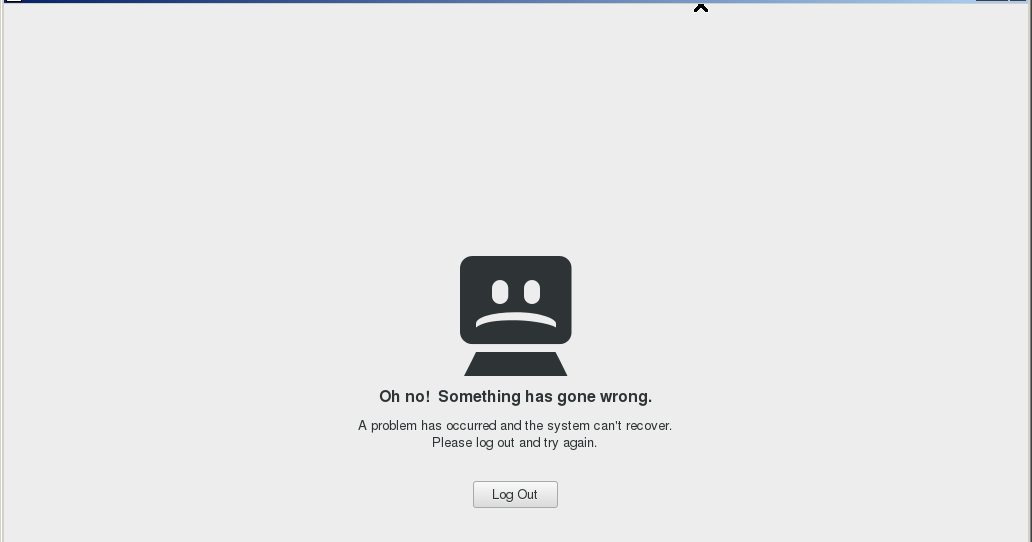 Oh no!  Something has gone wrong.
A problem has occurred and the system can't recover.
Please log out and try again.
Log Out